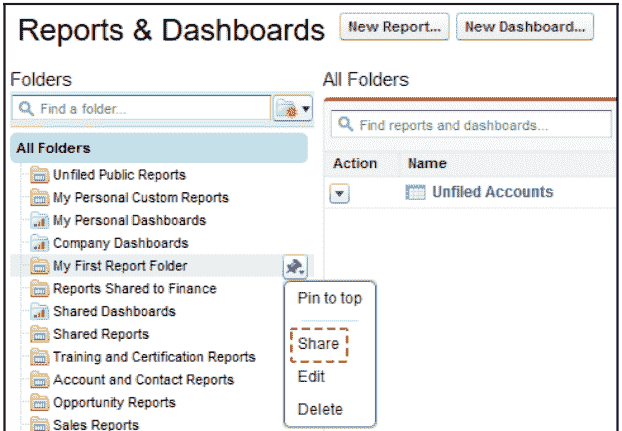 Reports & Dashboards
New Report...
New Dashboard...
Folders
Find a folder...
All Folders
Unfiled Public Reports
My Personal Custom Reports
My Personal Dashboards
Company Dashboards
My First Report Folder
Reports Shared to Finance
Shared Dashboards
Shared Reports
Training and Certification Reports
Account and Contact Reports
Opportunity Reports
Sales Reports
Pin to top
Share
Edit
Delete
All Folders
Find reports and dashboards...
Action Name
Unfiled Accounts